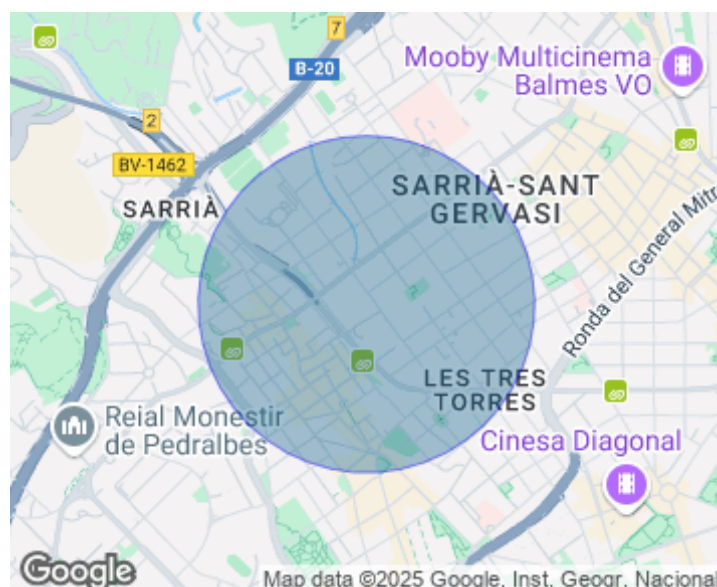 7
Mooby Multicinema
Balmes VO
B-20
2
BV-1462
SARRIÀ-SANT
GERVASI
SARRIÀ
Ronda del General Mitr
LES TRES
TORRES
Reial Monestir
de Pedralbes
Cinesa Diagonal
Google
Map data ©2025 Google, Inst. Geogr. Nacional